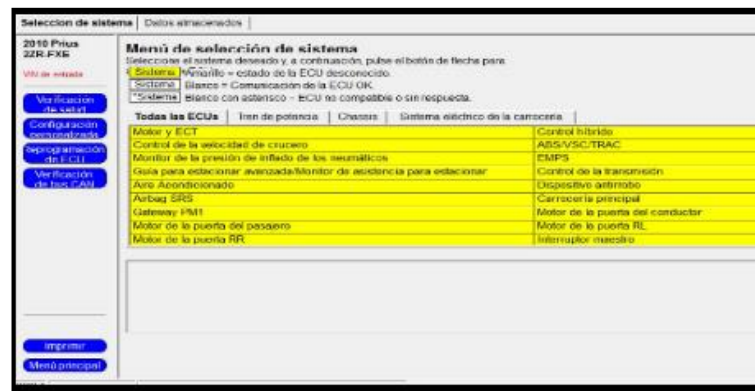 Seleccion de sistema | Datos almacenados
2010 Prius
2ZR-FXE
VIN de entrada
Verificación de salud
Configuración personalizada
Reprogramación de ECU
Verificación de bus CAN
Imprimir
Menú principal
Menú de selección de sistema
Seleccione el sistema deseado y, a continuación, pulse el botón de flecha para
Sistema *Amarillo = estado de la ECU desconocido.
Sistema Blanco = Comunicación de la ECU OK.
*Sistema Blanco con asterisco = ECU no compatible o sin respuesta.
Todas las ECUs | Tren de potencia | Chassis | Sistema eléctrico de la carrocería
Motor y ECT Control híbrido
Control de la velocidad de crucero ABS/VSC/TRAC
Monitor de la presión de inflado de los neumáticos EMPS
Guía para estacionar avanzada/Monitor de asistencia para estacionar Control de la transmisión
Aire Acondicionado Dispositivo antirrobo
Airbag SRS Carrocería principal
Gateway PM1 Motor de la puerta del conductor
Motor de la puerta del pasajero Motor de la puerta RL
Motor de la puerta RR Interruptor maestro